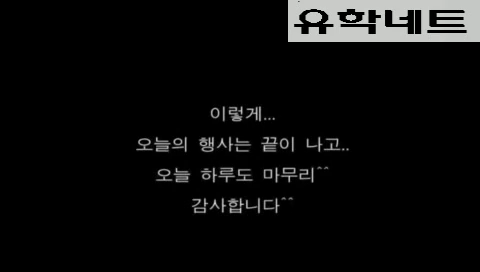 유학네트
이렇게...
오늘의 행사는 끝이 나고..
오늘 하루도 마무리^^
감사합니다^^